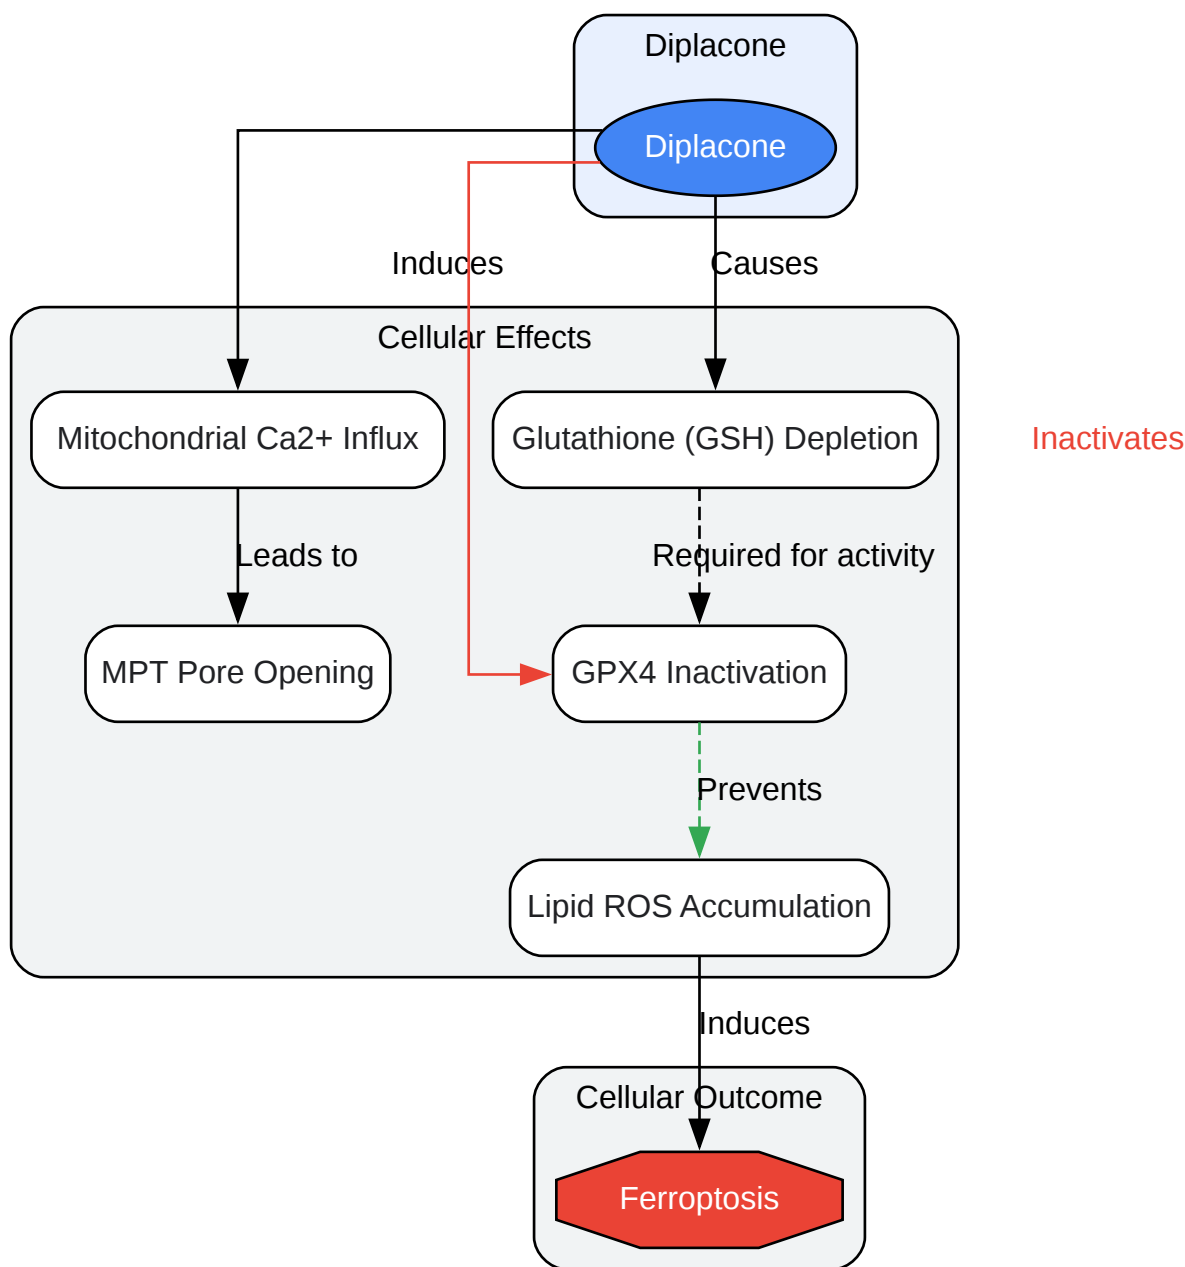 Diplacone
Diplacone
Induces
Causes
Cellular Effects
Mitochondrial Ca2+ Influx
Glutathione (GSH) Depletion
Inactivates
Leads to
Required for activity
MPT Pore Opening
GPX4 Inactivation
Prevents
Lipid ROS Accumulation
Induces
Cellular Outcome
Ferroptosis